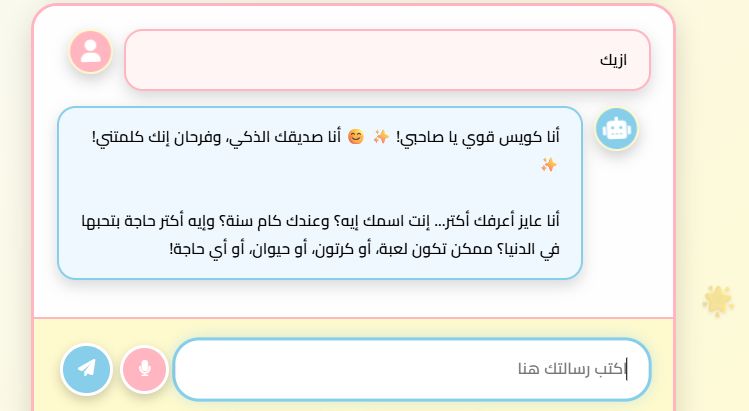 ازيك
أنا كويس قوي يا صاحبي! ✨ 😊 أنا صديقك الذكي، وفرحان إنك كلمتني!
✨
أنا عايز أعرفك أكتر... إنت اسمك إيه؟ وعندك كام سنة؟ وإيه أكتر حاجة بتحبها
في الدنيا؟ ممكن تكون لعبة، أو كرتون، أو حيوان، أو أي حاجة!
اكتب رسالتك هنا